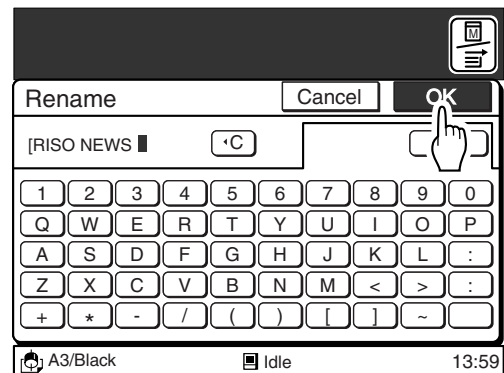 M
Rename Cancel OK
[RISO NEWS C
1 2 3 4 5 6 7 8 9 0
Q W E R T Y U I O P
A S D F G H J K L :
Z X C V B N M < > :
+ * - / ( ) [ ] ~
A3/Black Idle 13:59